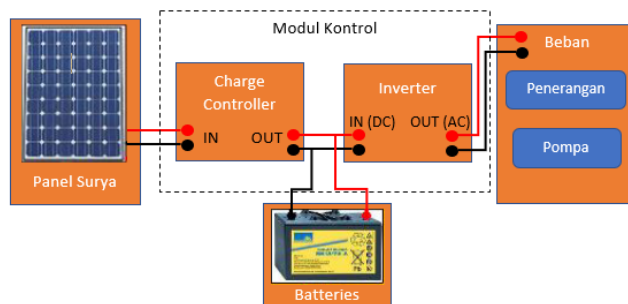 Modul Kontrol
Charge
Controller
IN
OUT
Inverter
IN (DC)
OUT (AC)
Beban
Penerangan
Pompa
Panel Surya
Batteries